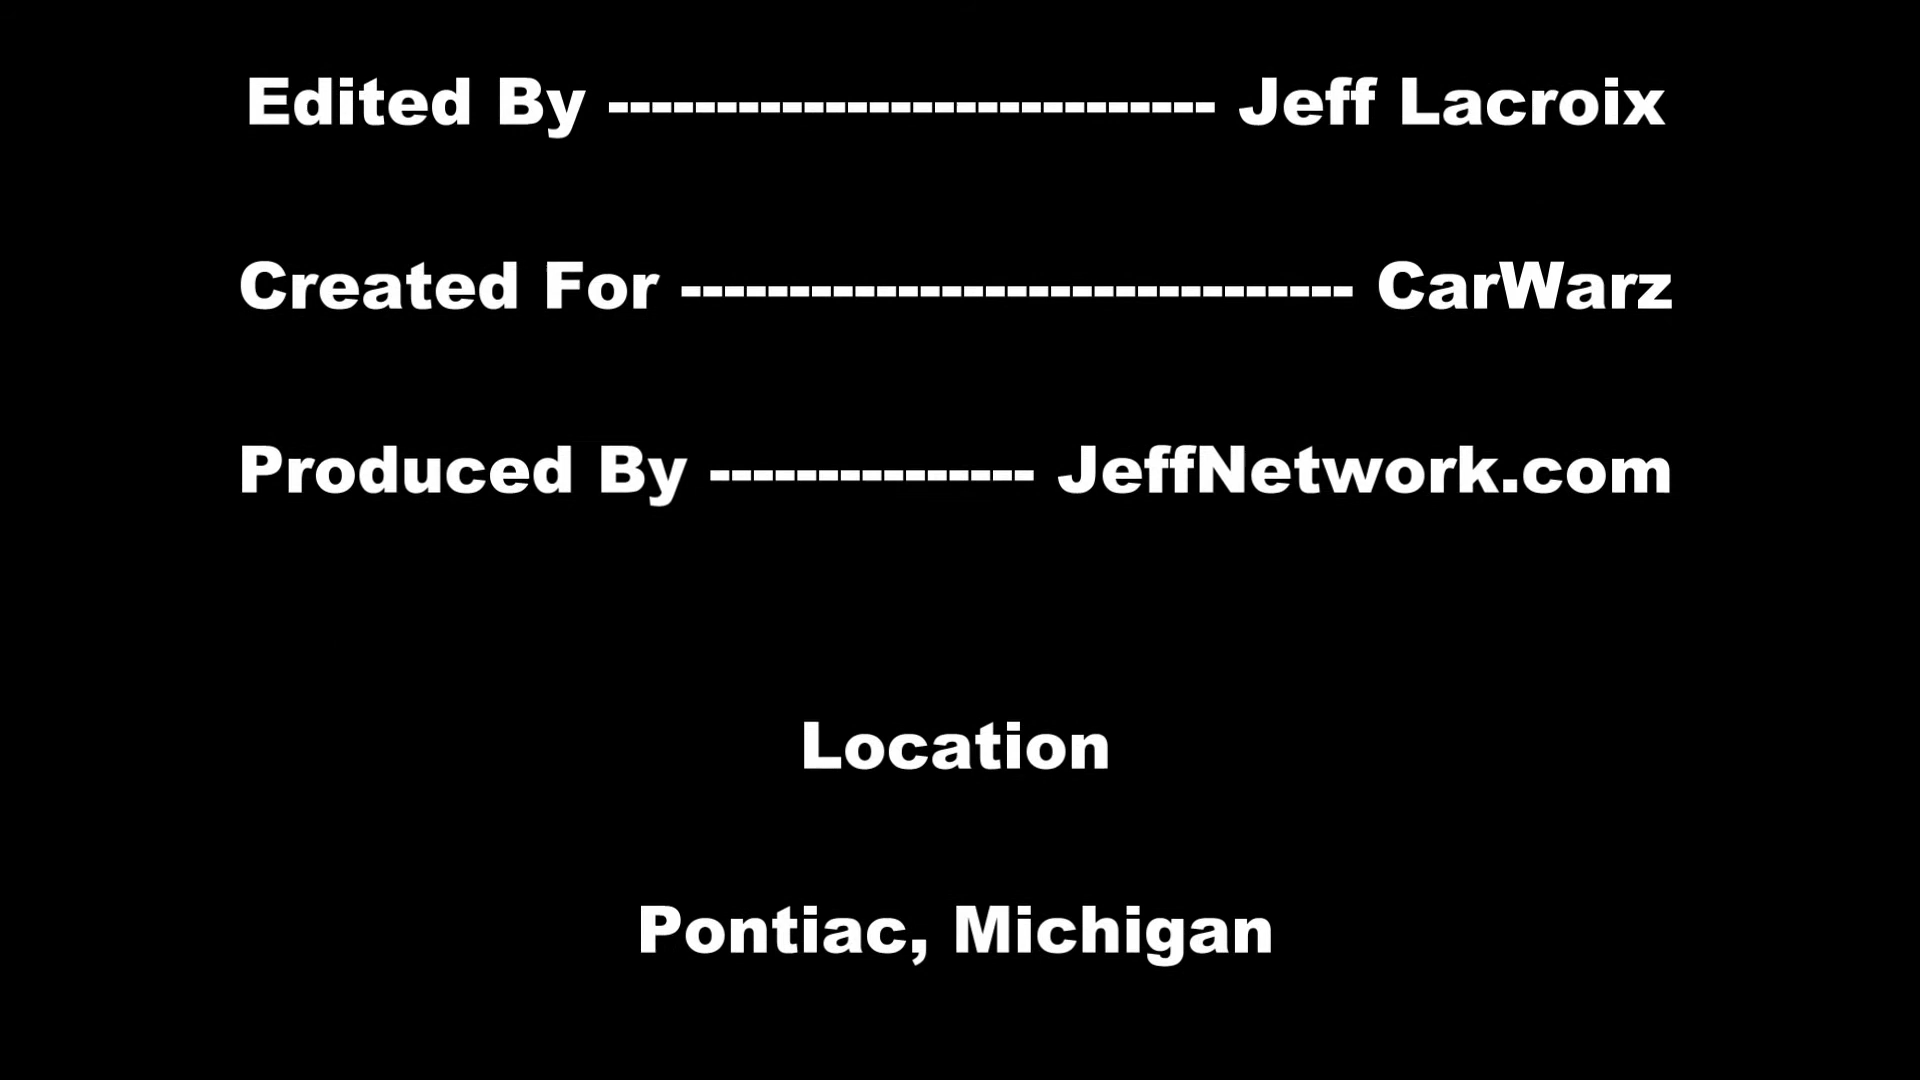 Edited By ---------------------------- Jeff Lacroix
Created For ------------------------------- CarWarz
Produced By --------------- JeffNetwork.com
Location
Pontiac, Michigan